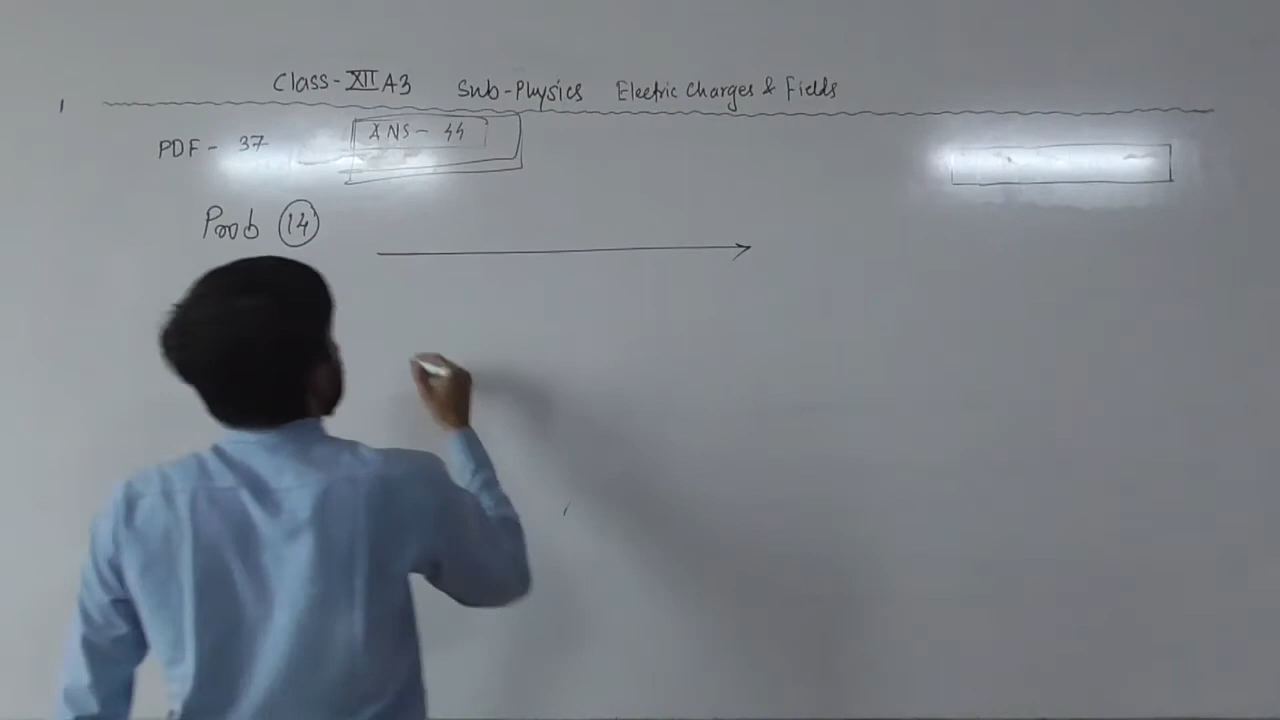 Class - XII A3 Sub - Physics Electric Charges & Fields
PDF - 37 ANS - 44
Prob 14